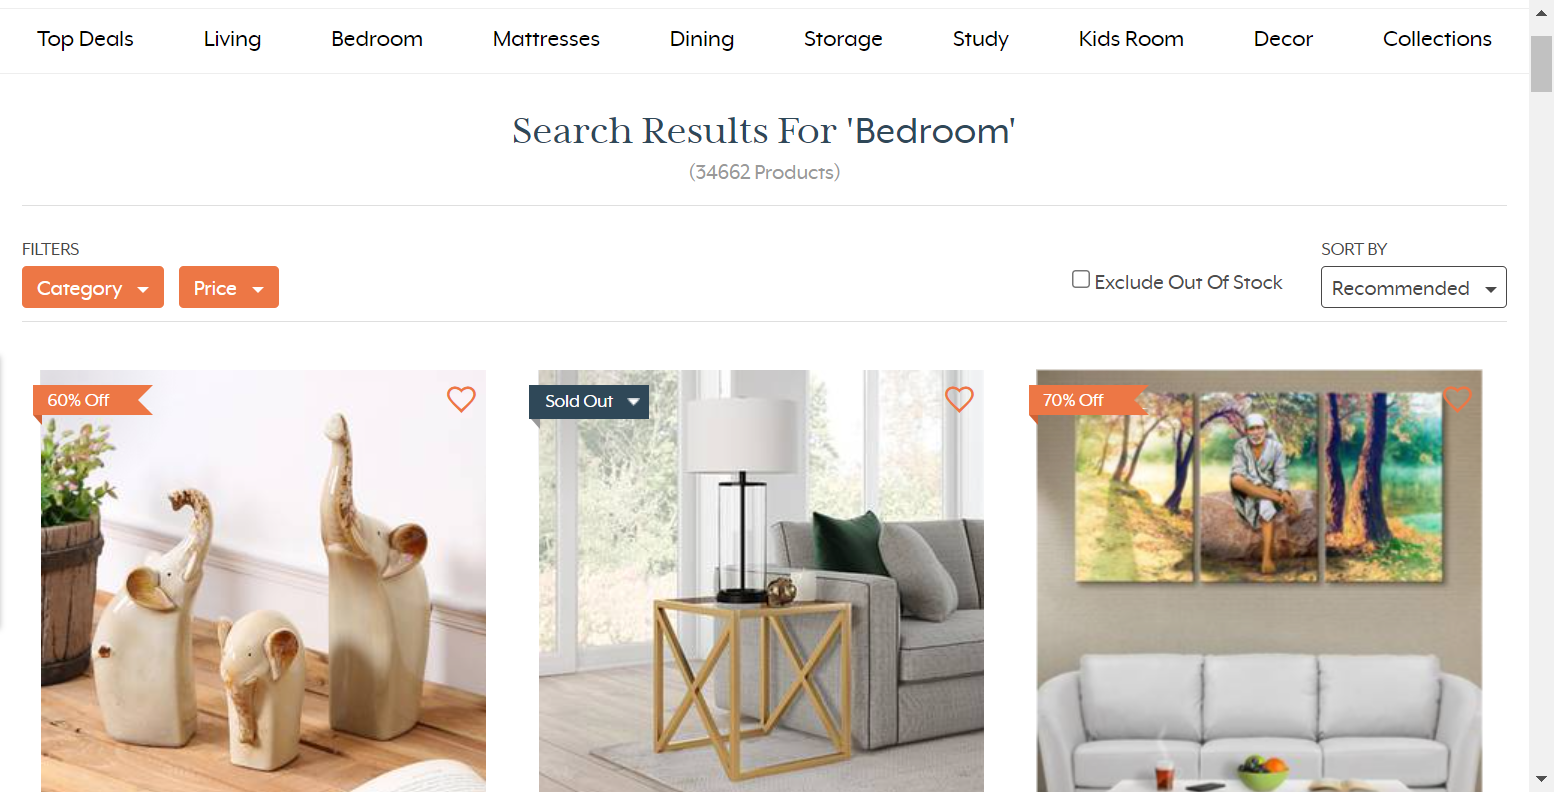 Top Deals Living Bedroom Mattresses Dining Storage Study Kids Room Decor Collections
Search Results For 'Bedroom'
(34662 Products)
FILTERS
SORT BY
Category Price
Exclude Out Of Stock
Recommended
60% Off
Sold Out
70% Off